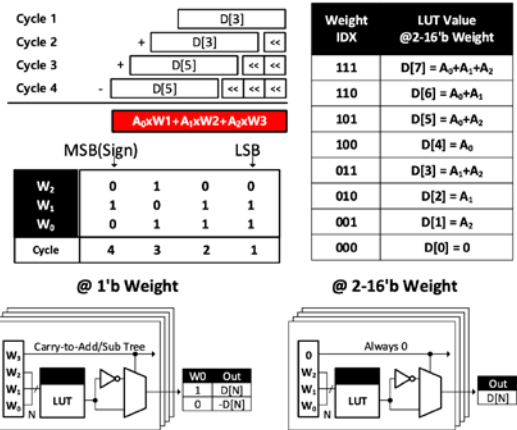 Cycle 1 D[3]
Cycle 2 + D[3] <<
Cycle 3 + D[5] << <<
Cycle 4 - D[5] << << <<
A₀xW1+A₁xW2+A₂xW3
MSB(Sign) LSB
W₂ 0 1 0 0
W₁ 1 0 1 1
W₀ 0 1 1 1
Cycle 4 3 2 1
Weight IDX LUT Value @2-16'b Weight
111 D[7] = A₀+A₁+A₂
110 D[6] = A₀+A₁
101 D[5] = A₀+A₂
100 D[4] = A₀
011 D[3] = A₁+A₂
010 D[2] = A₁
001 D[1] = A₂
000 D[0] = 0
@ 1'b Weight
W₃ Carry-to-Add/Sub Tree
W₂
W₁
W₀
N
LUT
W0 Out
1 D[N]
0 -D[N]
@ 2-16'b Weight
0 Always 0
W₂
W₁
W₀
N
LUT
Out
D[N]